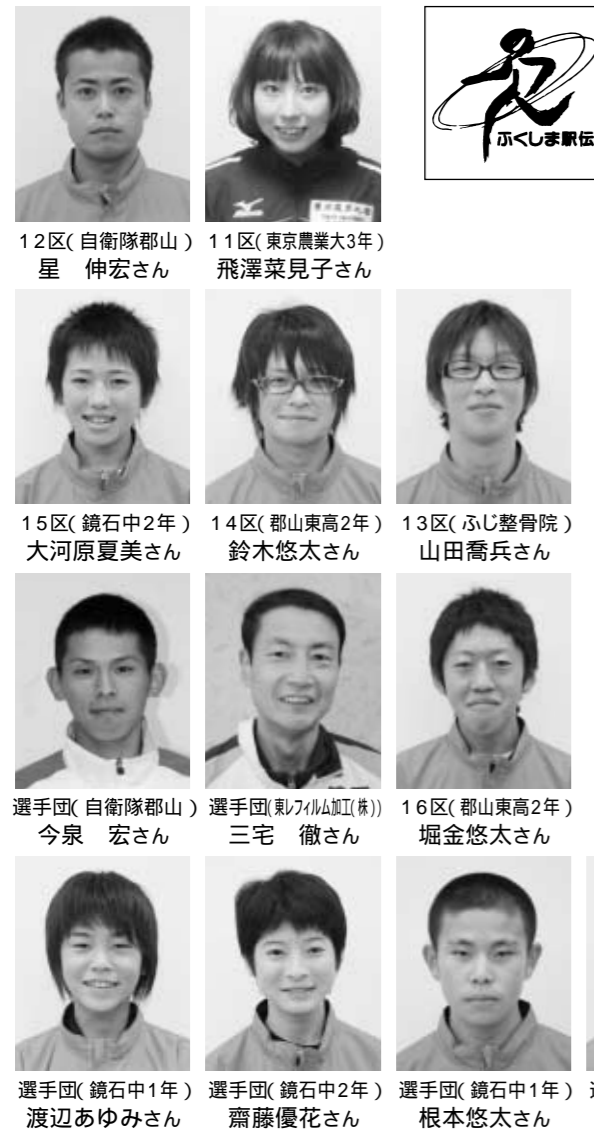 ふくしま駅伝
12区(自衛隊郡山)
星　伸宏さん
11区(東京農業大3年)
飛澤菜見子さん
15区(鏡石中2年)
大河原夏美さん
14区(郡山東高2年)
鈴木悠太さん
13区(ふじ整骨院)
山田喬兵さん
選手団(自衛隊郡山)
今泉　宏さん
選手団(東レフィルム加工(株))
三宅　徹さん
16区(郡山東高2年)
堀金悠太さん
選手団(鏡石中1年)
渡辺あゆみさん
選手団(鏡石中2年)
齋藤優花さん
選手団(鏡石中1年)
根本悠太さん